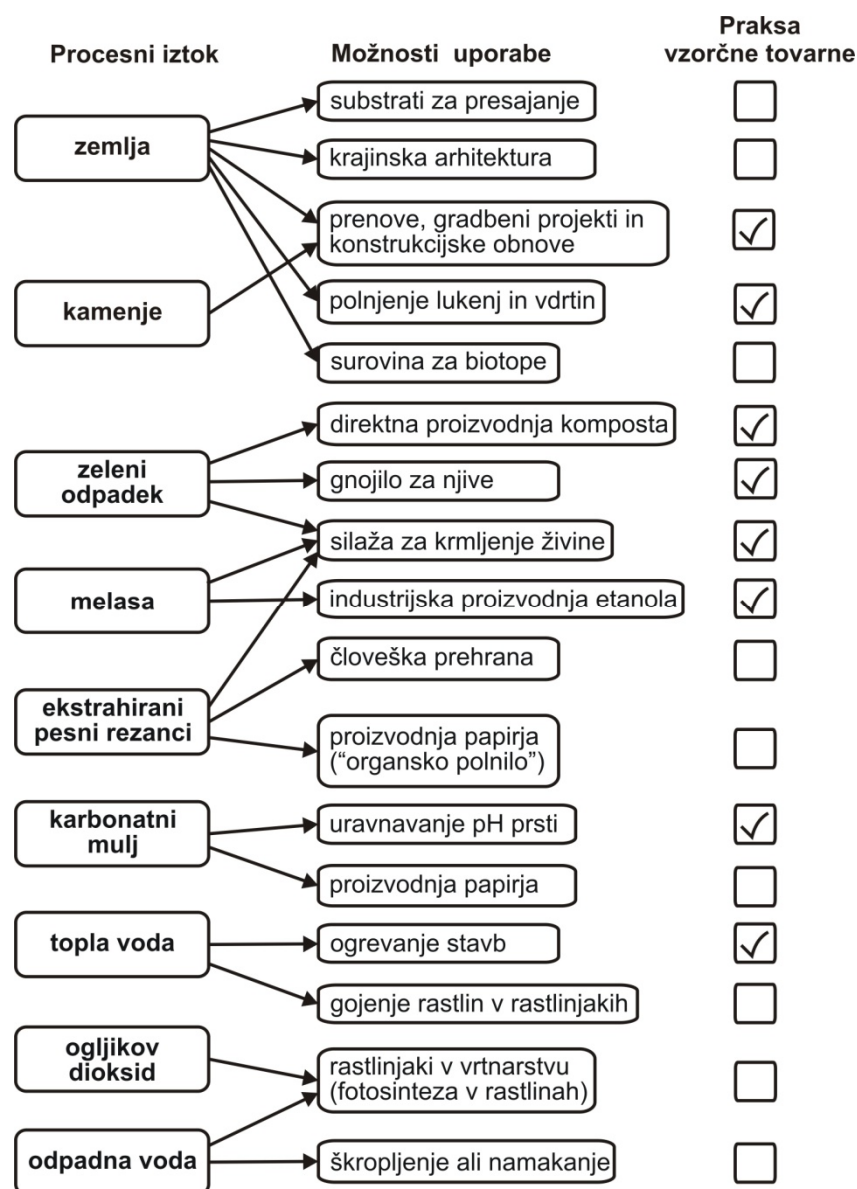 Procesni iztok
Možnosti uporabe
Praksa
vzorčne tovarne
zemlja
substrati za presajanje
krajinska arhitektura
prenove, gradbeni projekti in
konstrukcijske obnove
kamenje
polnjenje lukenj in vdrtin
surovina za biotope
zeleni
odpadek
direktna proizvodnja komposta
gnojilo za njive
silaža za krmljenje živine
melasa
industrijska proizvodnja etanola
ekstrahirani
pesni rezanci
človeška prehrana
proizvodnja papirja
(“organsko polnilo”)
karbonatni
mulj
uravnavanje pH prsti
proizvodnja papirja
topla voda
ogrevanje stavb
gojenje rastlin v rastlinjakih
ogljikov
dioksid
rastlinjaki v vrtnarstvu
(fotosinteza v rastlinah)
odpadna voda
škropljenje ali namakanje